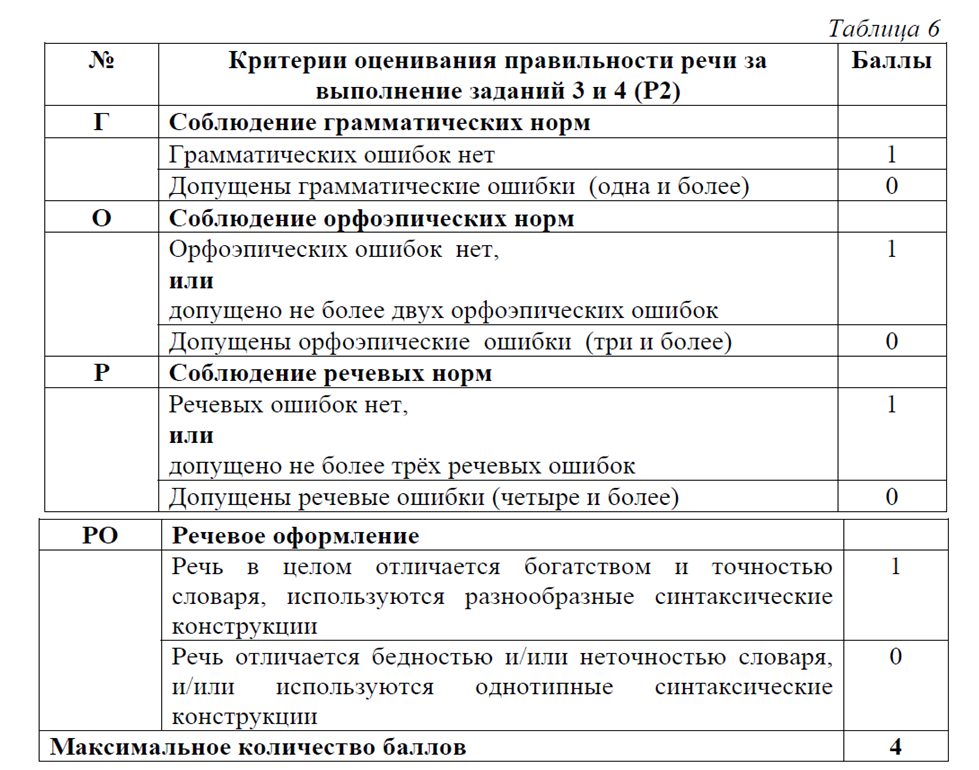 Таблица 6
№ Критерии оценивания правильности речи за Баллы
выполнение заданий 3 и 4 (Р2)
Г Соблюдение грамматических норм
Грамматических ошибок нет 1
Допущены грамматические ошибки (одна и более) 0
О Соблюдение орфоэпических норм
Орфоэпических ошибок нет, 1
или
допущено не более двух орфоэпических ошибок
Допущены орфоэпические ошибки (три и более) 0
Р Соблюдение речевых норм
Речевых ошибок нет, 1
или
допущено не более трёх речевых ошибок
Допущены речевые ошибки (четыре и более) 0
РО Речевое оформление
Речь в целом отличается богатством и точностью 1
словаря, используются разнообразные синтаксические
конструкции
Речь отличается бедностью и/или неточностью словаря, 0
и/или используются однотипные синтаксические
конструкции
Максимальное количество баллов 4